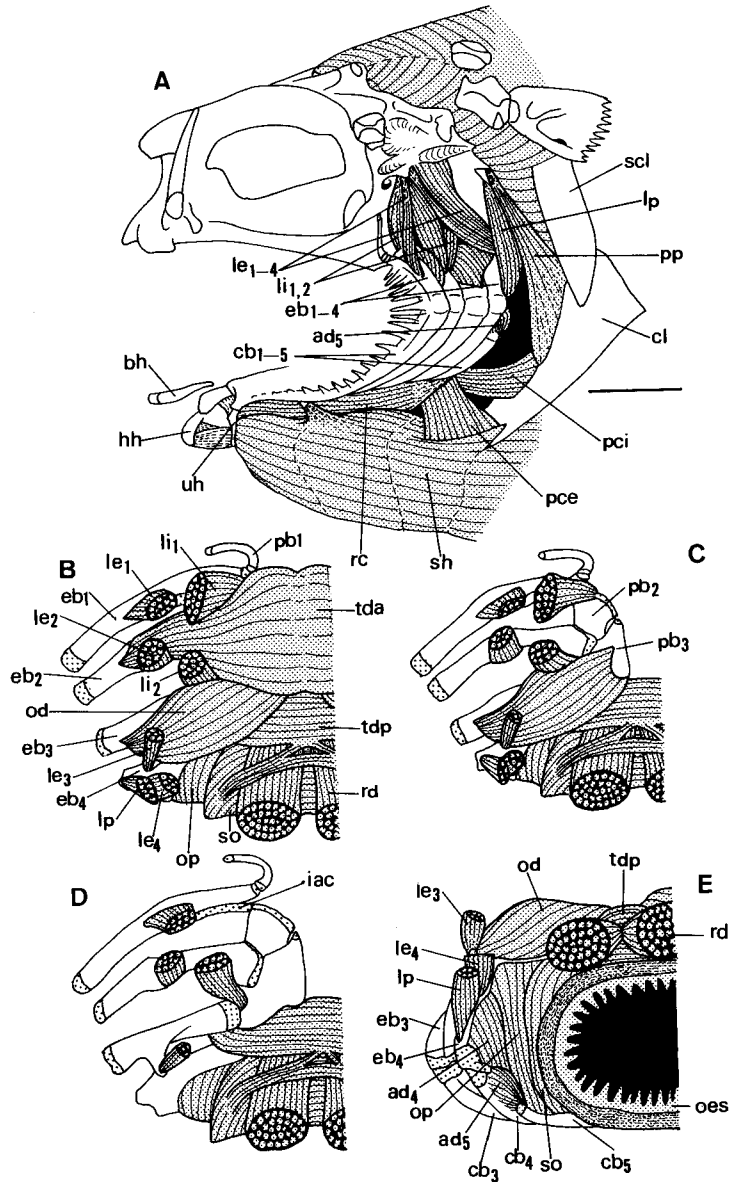 A
scl
lp
pp
cl
le1–4
li1,2
eb1–4
ad5
cb1–5
bh
hh
uh
rc
sh
pce
pci
B
le1
li1
pb1
eb1
le2
tda
eb2
li2
od
tdp
eb3
le3
eb4
lp
le4
op
so
rd
C
pb2
pb3
D
iac
E
od
tdp
le3
rd
le4
lp
eb3
eb4
ad4
op
ad5
cb3
cb4
so
cb5
oes